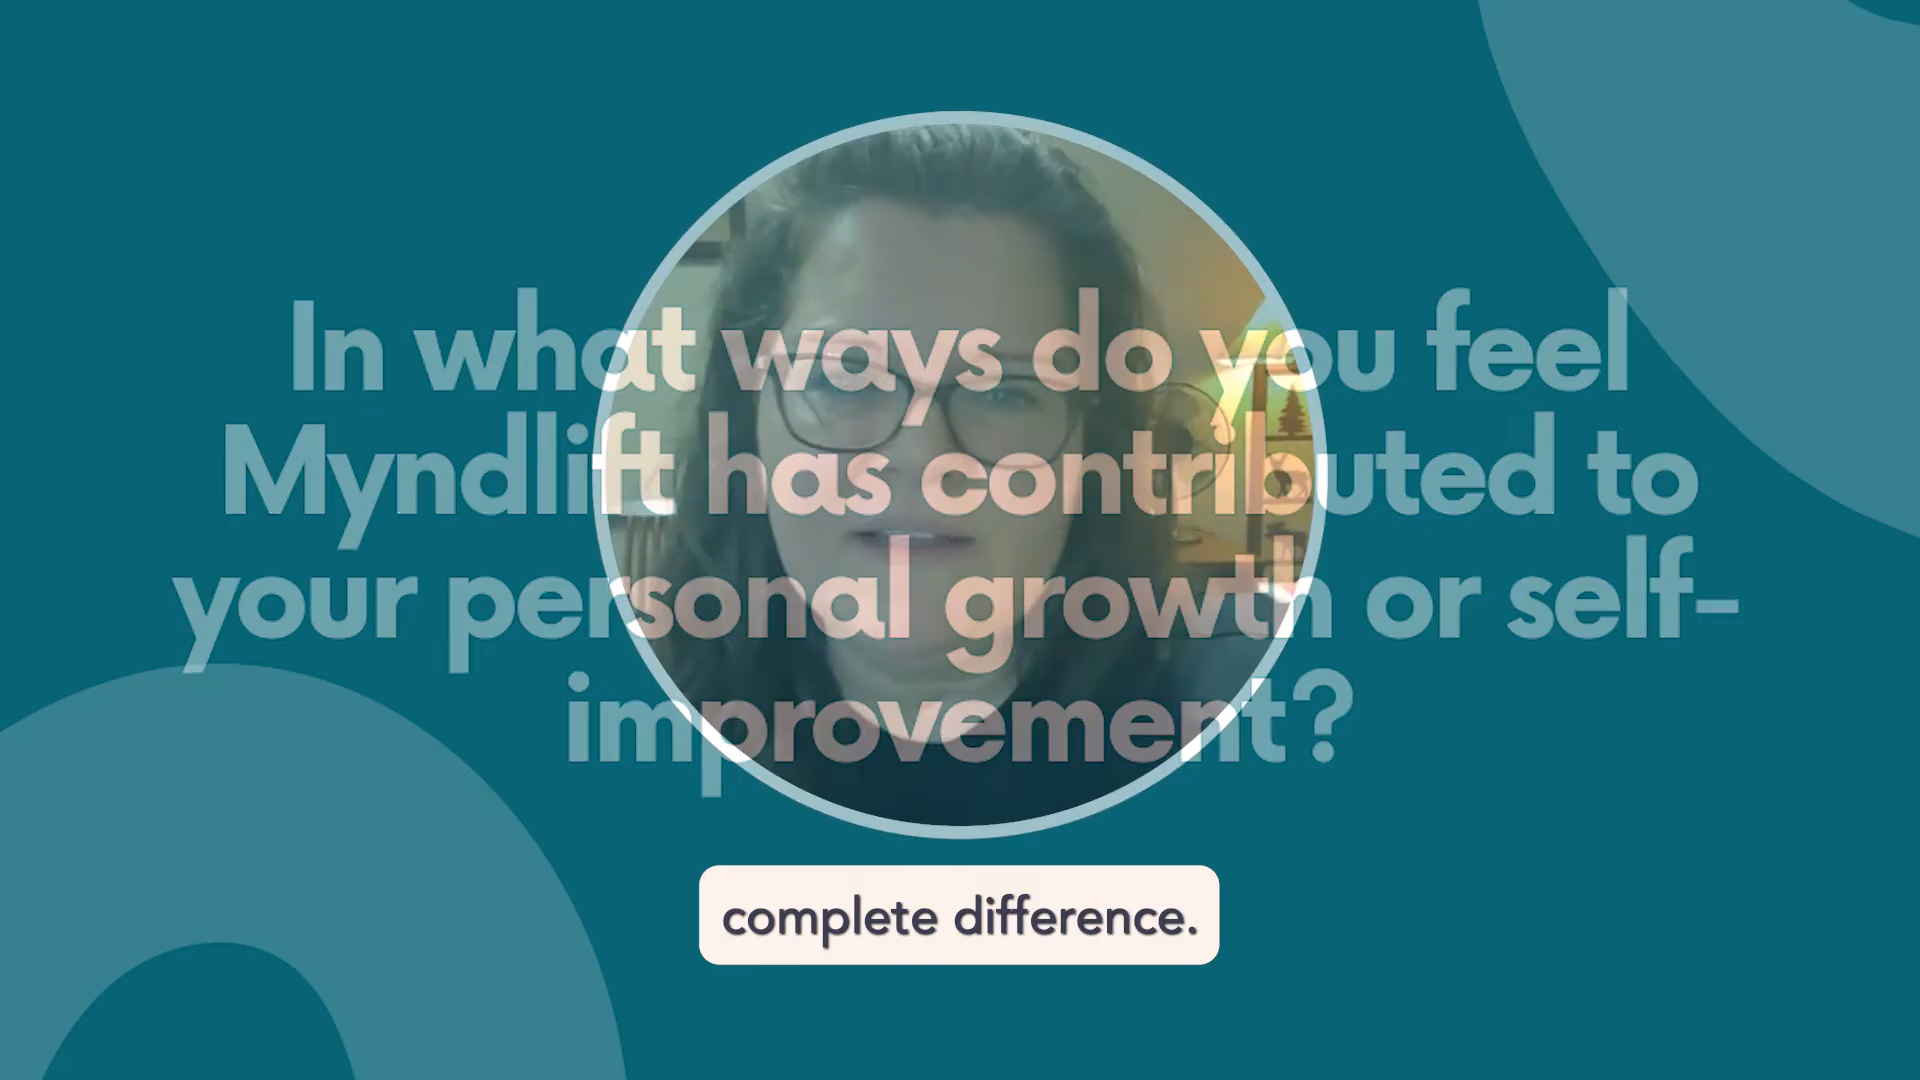 In what ways do you feel
Myndlift has contributed to
your personal growth or self-
improvement?
complete difference.